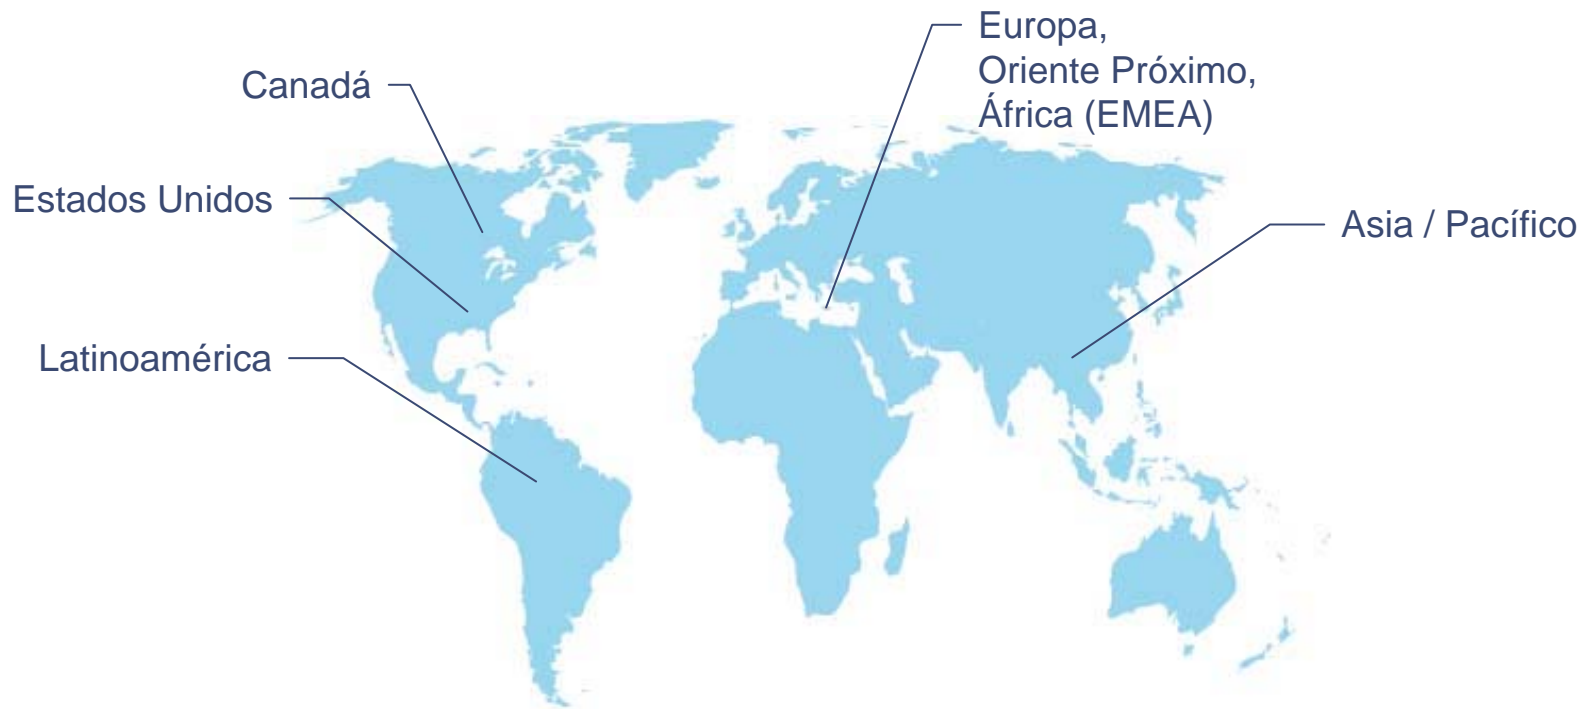 Europa,
Oriente Próximo,
África (EMEA)
Canadá
Estados Unidos
Asia / Pacífico
Latinoamérica